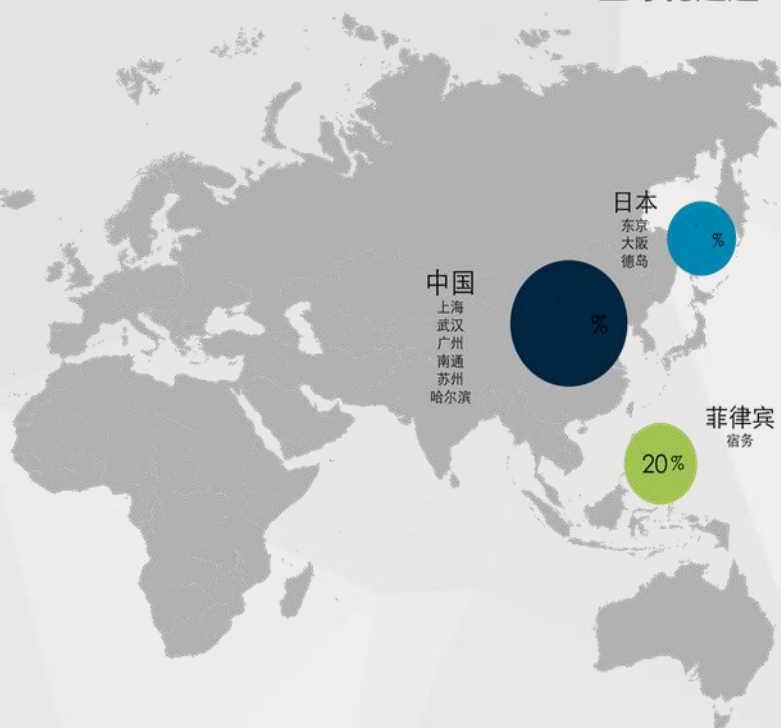 日本
东京
大阪
德岛
%
中国
上海
武汉
广州
南通
苏州
哈尔滨
%
菲律宾
宿务
20%